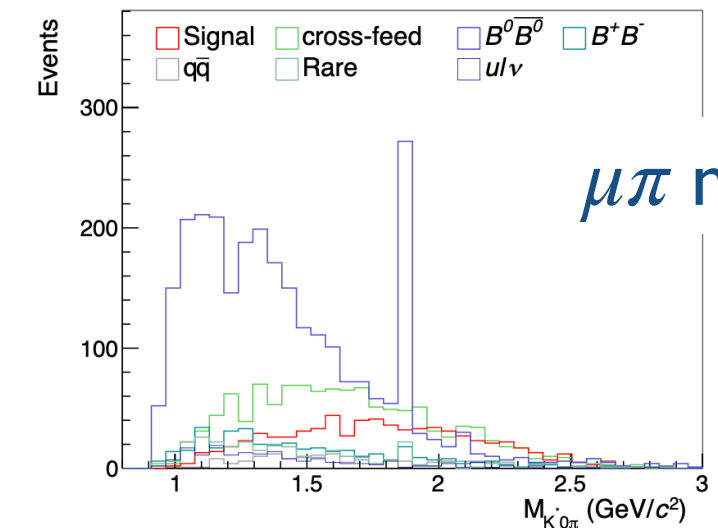 Events
Signal cross-feed B⁰B̅⁰ B⁺B⁻
qq̅ Rare ulν
μπ
300
200
100
0
1 1.5 2 2.5 3
M_K*0π (GeV/c²)